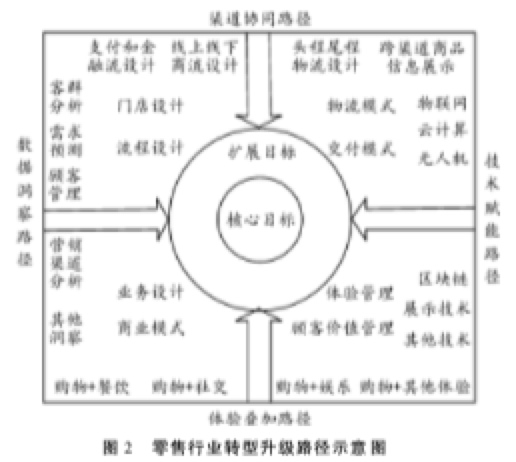 渠道协同路径
支付和金融流设计
线上线下商流设计
头程尾程物流设计
跨渠道商品信息展示
客群分析
门店设计
物流模式
物联网
云计算
需求预测
流程设计
扩展目标
交付模式
无人机
顾客管理
数据洞察路径
核心目标
技术赋能路径
营销渠道分析
业务设计
体验管理
区块链
展示技术
其他洞察
商业模式
顾客价值管理
其他技术
购物+餐饮
购物+社交
购物+娱乐
购物+其他体验
体验叠加路径
图 2 零售行业转型升级路径示意图